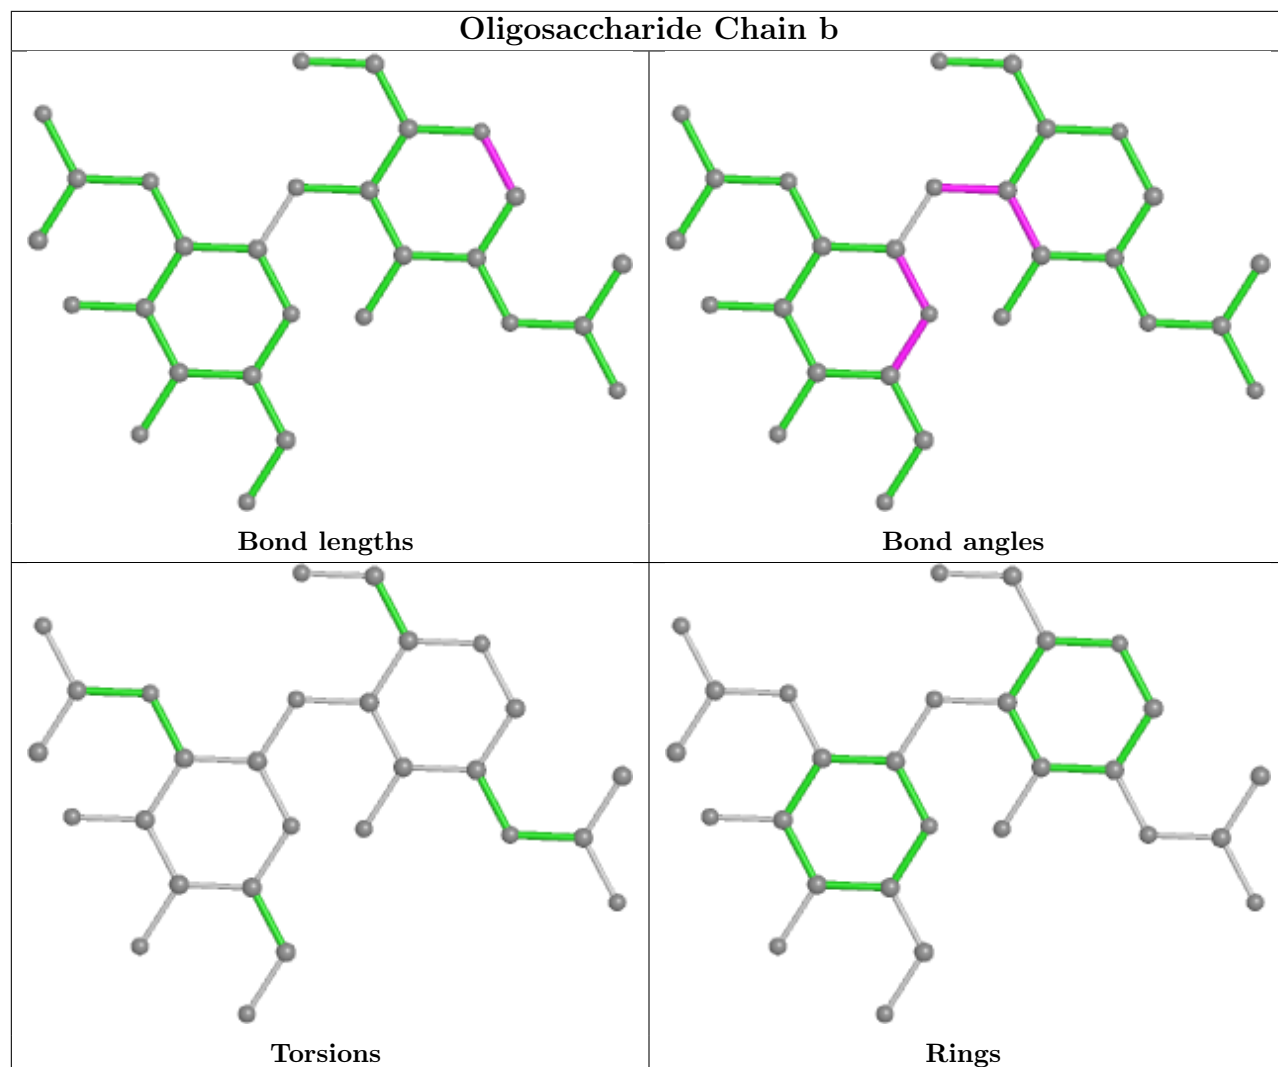 Oligosaccharide Chain b
Bond lengths
Bond angles
Torsions
Rings